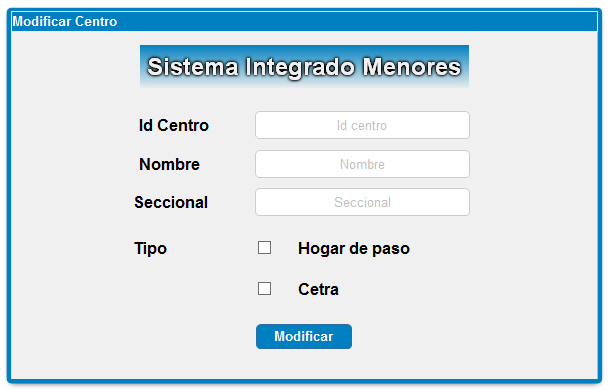 Modificar Centro
Sistema Integrado Menores
Id Centro Id centro
Nombre Nombre
Seccional Seccional
Tipo Hogar de paso
Cetra
Modificar